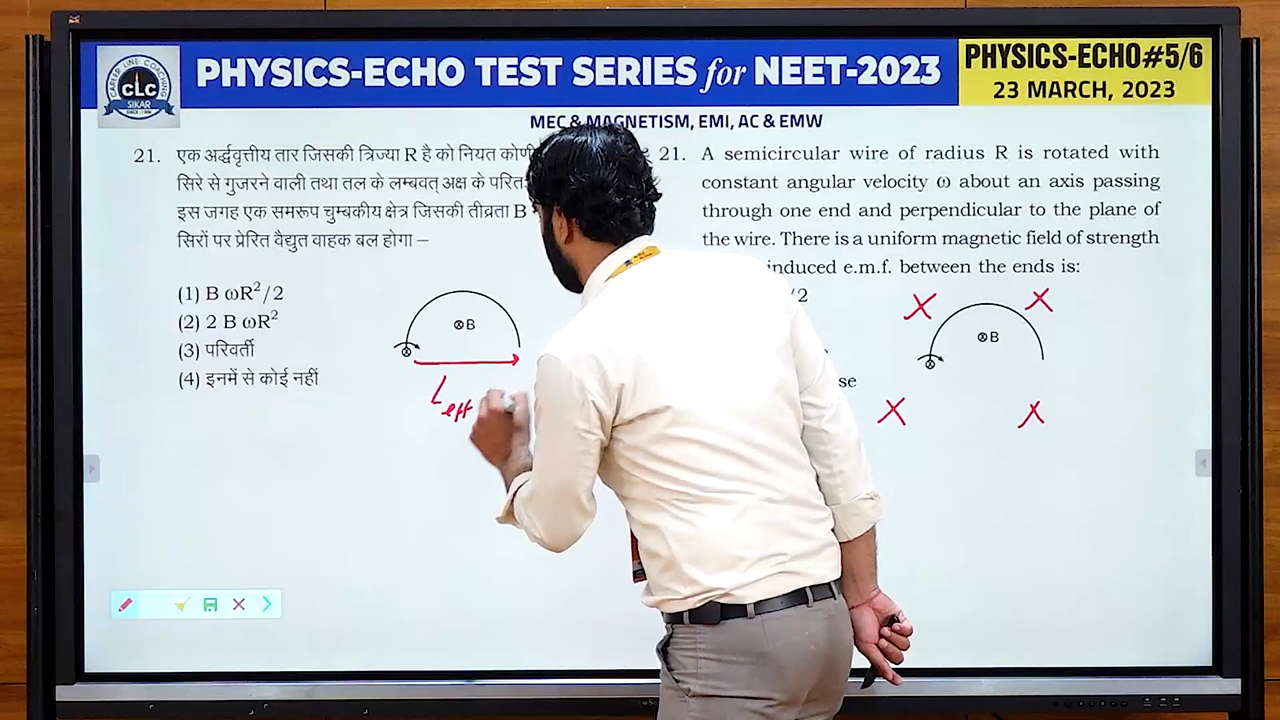 PHYSICS-ECHO TEST SERIES for NEET-2023
PHYSICS-ECHO#5/6
23 MARCH, 2023
CAREER LINE COACHING
CLC
SIKAR
MEC & MAGNETISM, EMI, AC & EMW
21. एक अर्द्धवृत्तीय तार जिसकी त्रिज्या R है को नियत
सिरे से गुजरने वाली तथा तल के लम्बवत् अक्ष के
इस जगह एक समरूप चुम्बकीय क्षेत्र जिसकी तीव्रता B
सिरों पर प्रेरित वैद्युत वाहक बल होगा –
(1) B ωR²/2
(2) 2 B ωR²
(3) परिवर्ती
(4) इनमें से कोई नहीं
⊗B
L eff
21. A semicircular wire of radius R is rotated with
constant angular velocity ω about an axis passing
through one end and perpendicular to the plane of
the wire. There is a uniform magnetic field of strength
induced e.m.f. between the ends is:
/2
⊗B
X X
X X